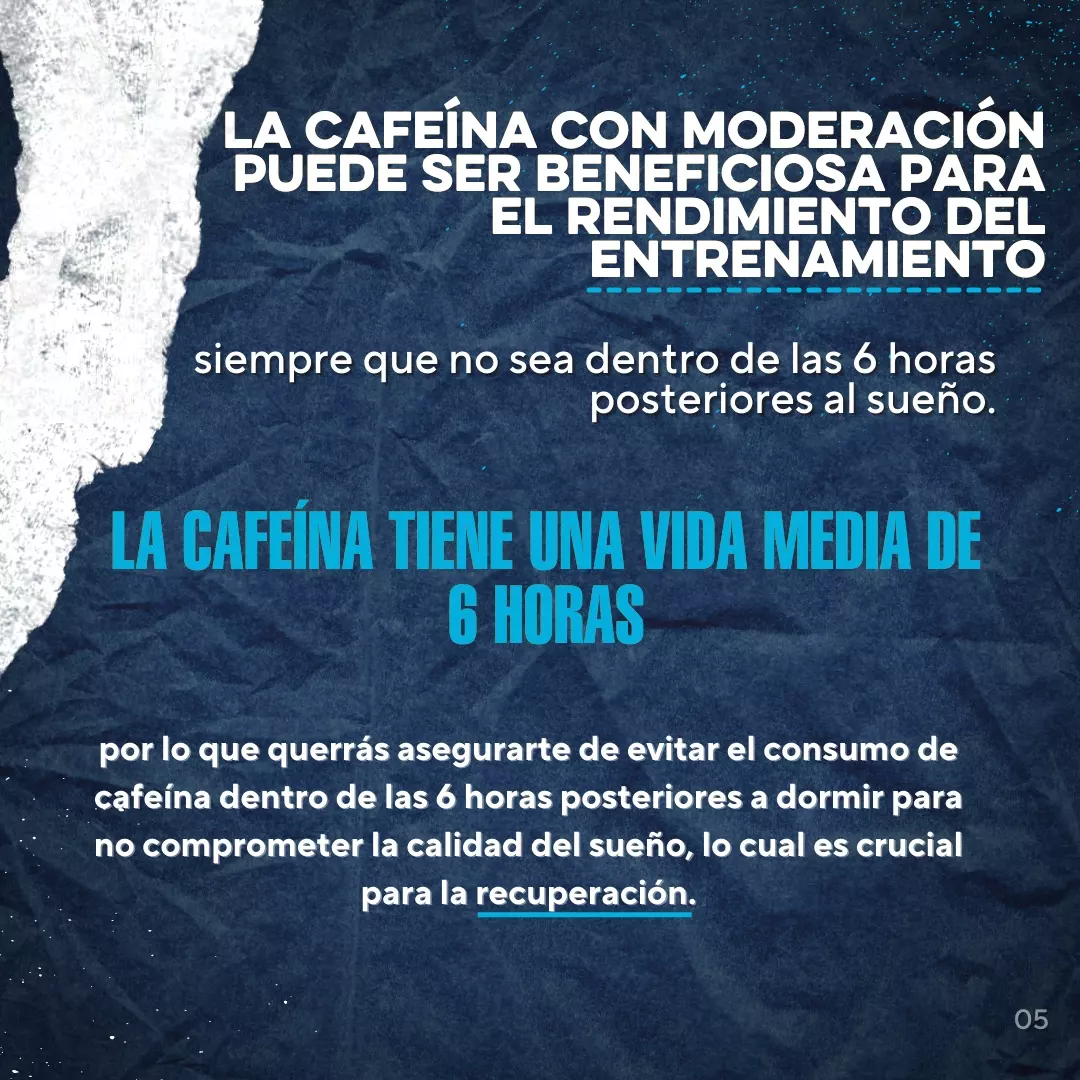 LA CAFEÍNA CON MODERACIÓN
PUEDE SER BENEFICIOSA PARA
EL RENDIMIENTO DEL
ENTRENAMIENTO
siempre que no sea dentro de las 6 horas
posteriores al sueño.
LA CAFEÍNA TIENE UNA VIDA MEDIA DE
6 HORAS
por lo que querrás asegurarte de evitar el consumo de
cafeína dentro de las 6 horas posteriores a dormir para
no comprometer la calidad del sueño, lo cual es crucial
para la recuperación.
05